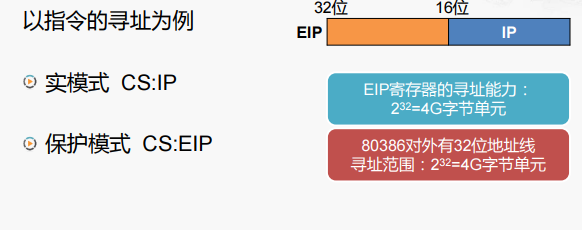 以指令的寻址为例
32位 16位
EIP IP
实模式 CS:IP
保护模式 CS:EIP
EIP寄存器的寻址能力：
2³²=4G字节单元
80386对外有32位地址线
寻址范围：2³²=4G字节单元